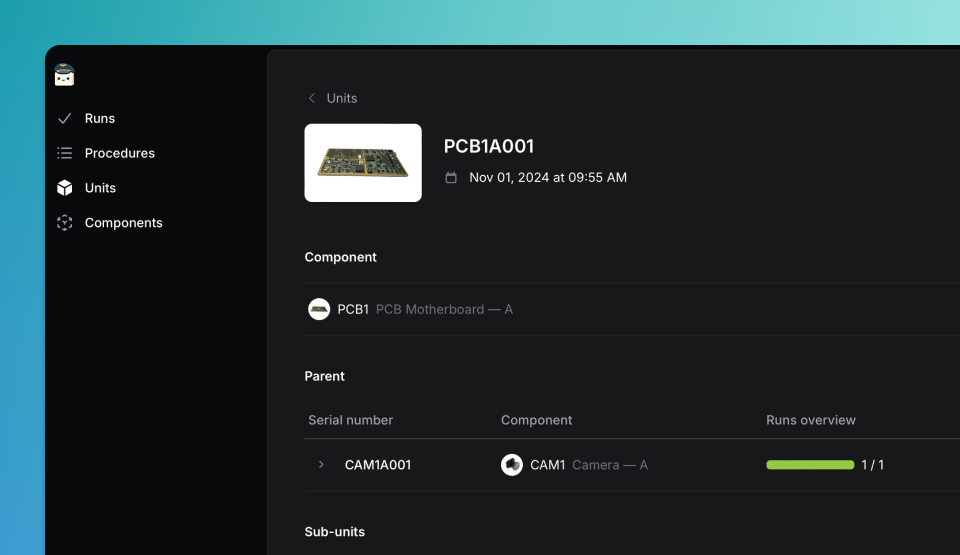 Runs
Procedures
Units
Components
Units
PCB1A001
Nov 01, 2024 at 09:55 AM
Component
PCB1 PCB Motherboard — A
Parent
Serial number Component Runs overview
CAM1A001 CAM1 Camera — A 1 / 1
Sub-units